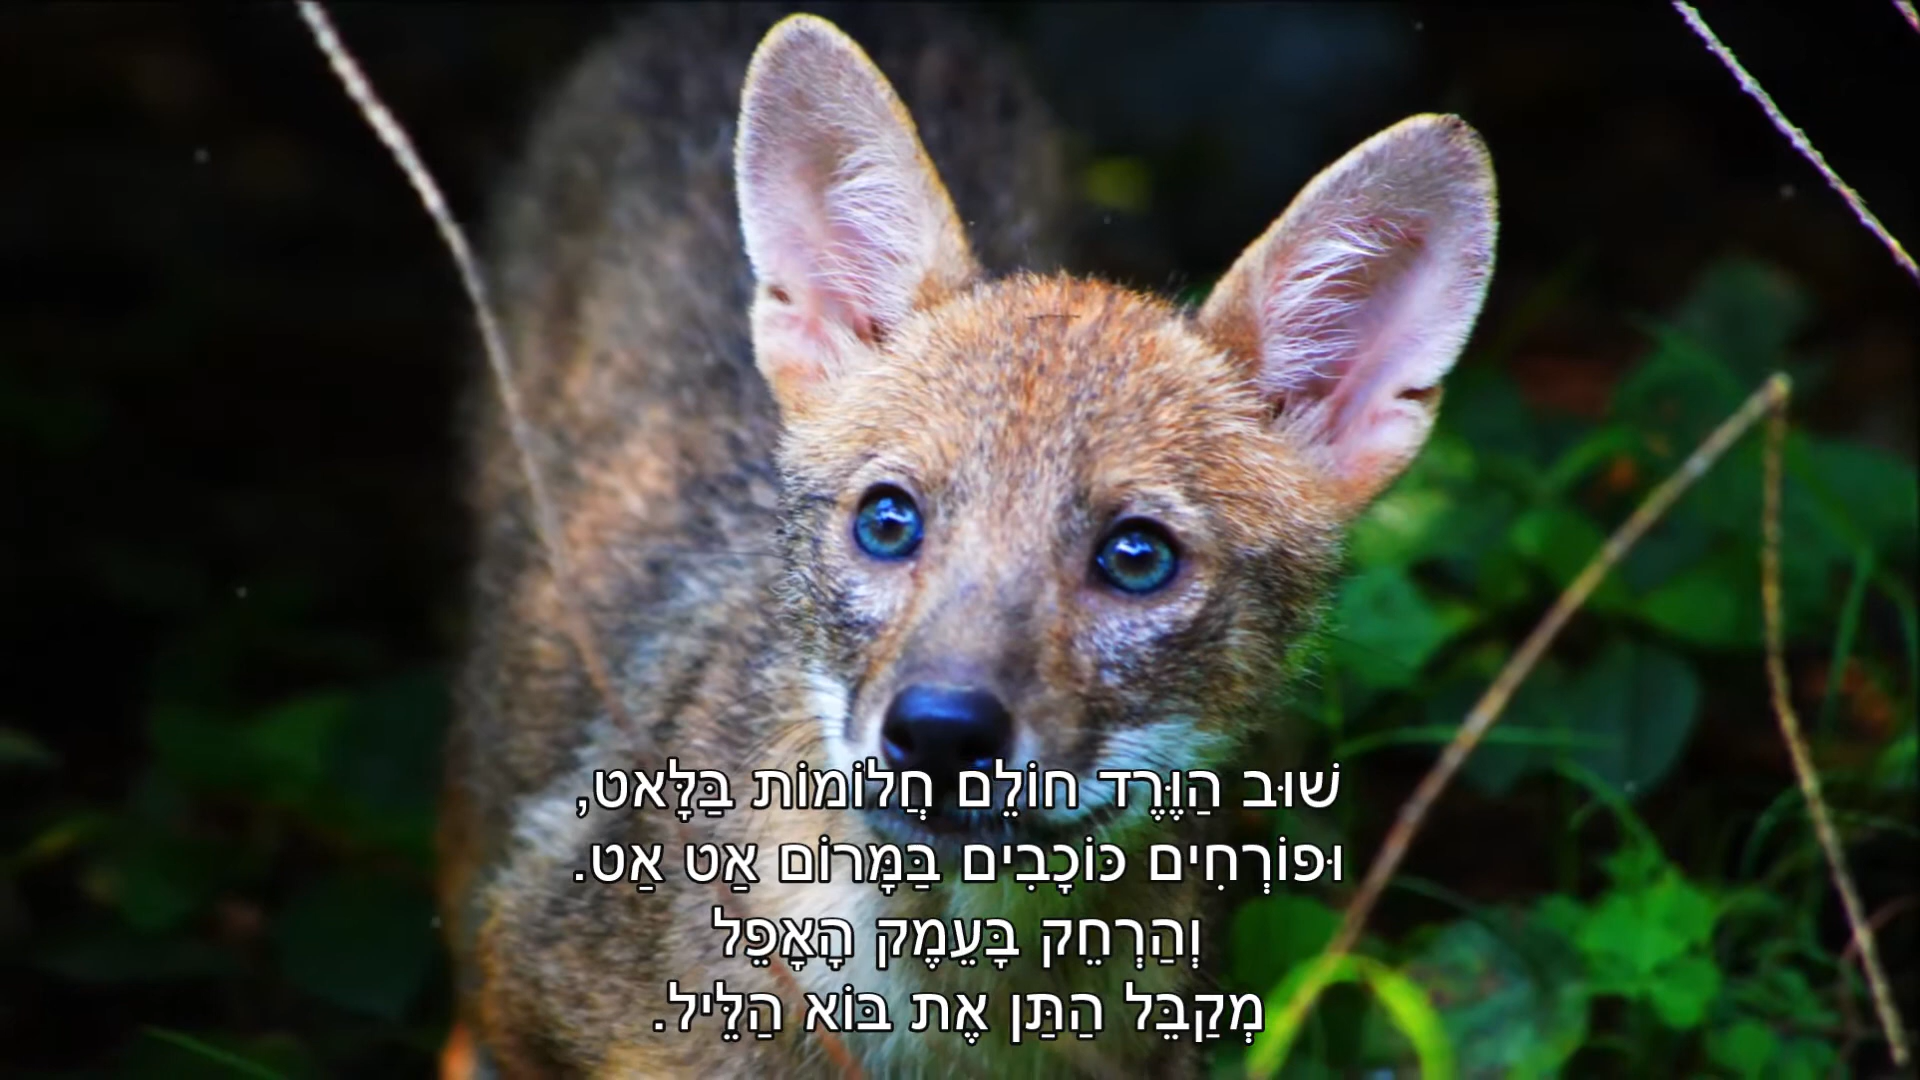 שׁוּב הַוֶּרֶד חוֹלֵם חֲלוֹמוֹת בַּלָּאט,
וּפוֹרְחִים כּוֹכָבִים בַּמָּרוֹם אַט אַט.
וְהַרְחֵק בָּעֵמֶק הָאָפֵל
מְקַבֵּל הַתַּן אֶת בּוֹא הַלֵּיל.